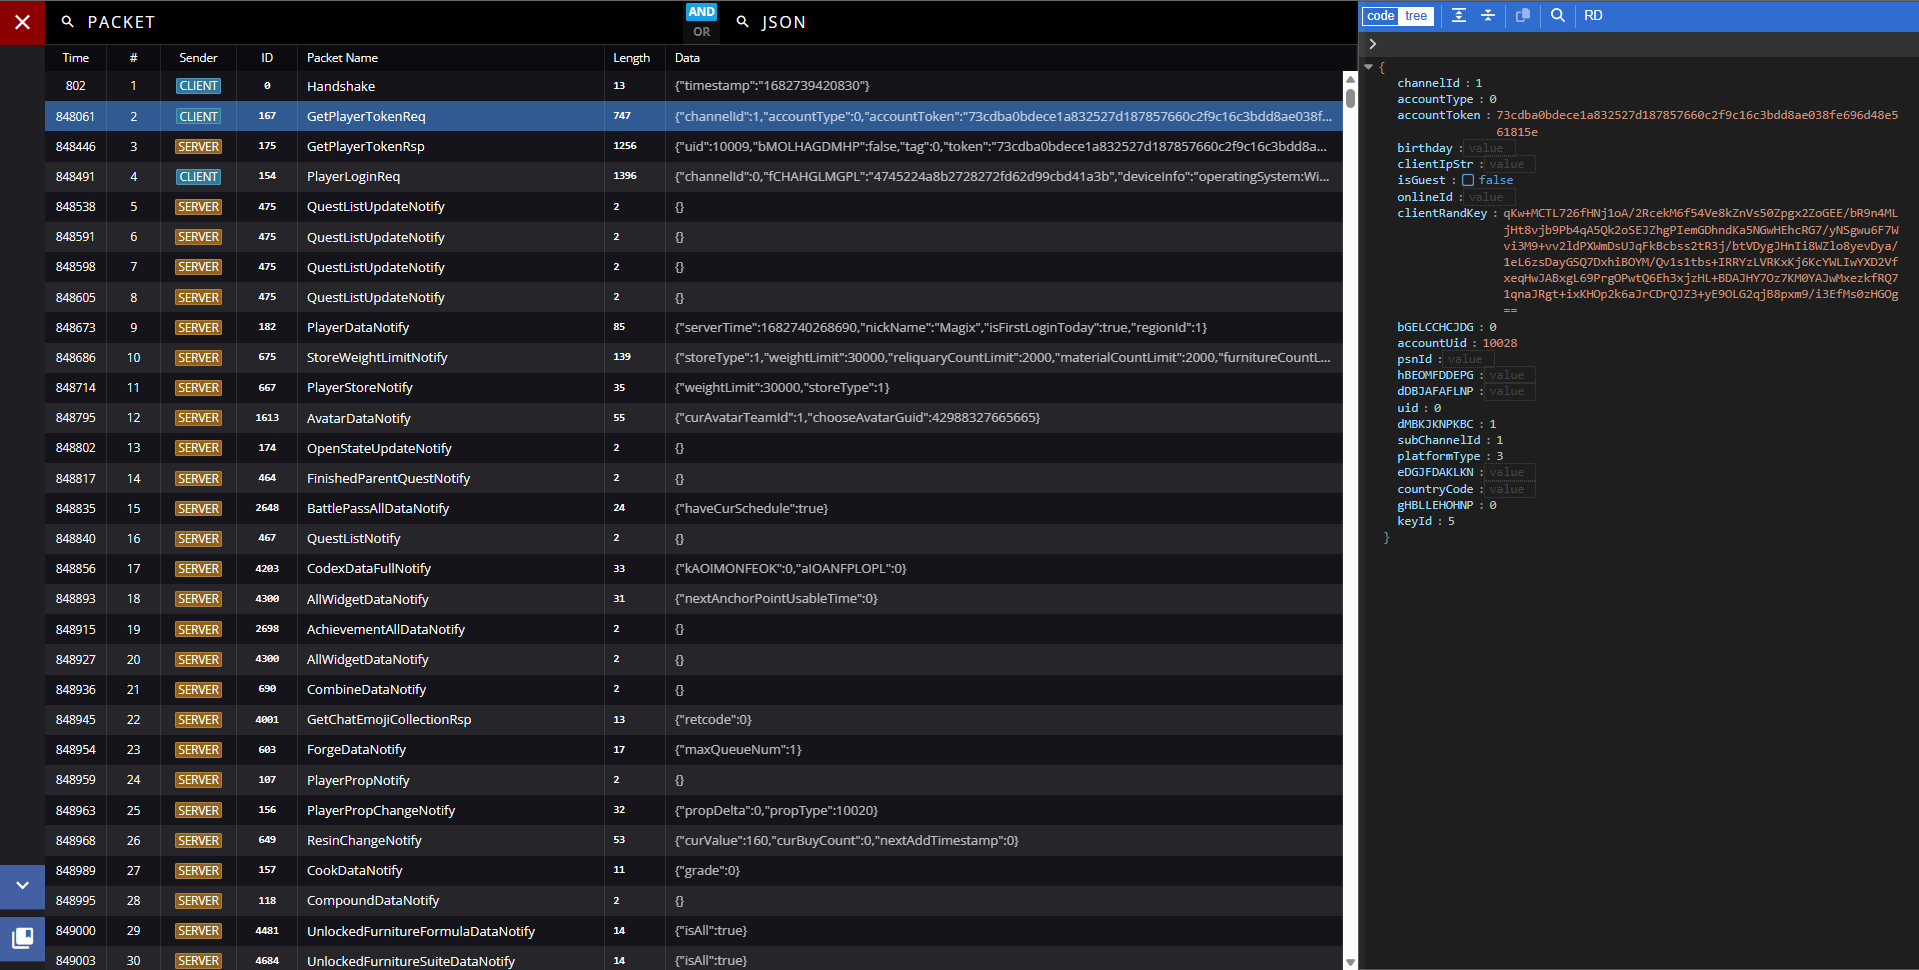 PACKET
AND
OR
JSON
code tree RD
Time # Sender ID Packet Name Length Data
802 1 CLIENT 0 Handshake 13 {"timestamp":"1682739420830"}
848061 2 CLIENT 167 GetPlayerTokenReq 747 {"channelId":1,"accountType":0,"accountToken":"73cdba0bdece1a832527d187857660c2f9c16c3bdd8ae038f...
848446 3 SERVER 175 GetPlayerTokenRsp 1256 {"uid":10009,"bMOLHAGDMHP":false,"tag":0,"token":"73cdba0bdece1a832527d187857660c2f9c16c3bdd8a...
848491 4 CLIENT 154 PlayerLoginReq 1396 {"channelId":0,"fCHAHGLMGPL":"4745224a8b2728272fd62d99cbd41a3b","deviceInfo":"operatingSystem:Wi...
848538 5 SERVER 475 QuestListUpdateNotify 2 {}
848591 6 SERVER 475 QuestListUpdateNotify 2 {}
848598 7 SERVER 475 QuestListUpdateNotify 2 {}
848605 8 SERVER 475 QuestListUpdateNotify 2 {}
848673 9 SERVER 182 PlayerDataNotify 85 {"serverTime":1682740268690,"nickName":"Magix","isFirstLoginToday":true,"regionId":1}
848686 10 SERVER 675 StoreWeightLimitNotify 139 {"storeType":1,"weightLimit":30000,"reliquaryCountLimit":2000,"materialCountLimit":2000,"furnitureCountL...
848714 11 SERVER 667 PlayerStoreNotify 35 {"weightLimit":30000,"storeType":1}
848795 12 SERVER 1613 AvatarDataNotify 55 {"curAvatarTeamId":1,"chooseAvatarGuid":42988327665665}
848802 13 SERVER 174 OpenStateUpdateNotify 2 {}
848817 14 SERVER 464 FinishedParentQuestNotify 2 {}
848835 15 SERVER 2648 BattlePassAllDataNotify 24 {"haveCurSchedule":true}
848840 16 SERVER 467 QuestListNotify 2 {}
848856 17 SERVER 4203 CodexDataFullNotify 33 {"kAOIMONFEOK":0,"aIOANFPLOPL":0}
848893 18 SERVER 4300 AllWidgetDataNotify 31 {"nextAnchorPointUsableTime":0}
848915 19 SERVER 2698 AchievementAllDataNotify 2 {}
848927 20 SERVER 4300 AllWidgetDataNotify 2 {}
848936 21 SERVER 690 CombineDataNotify 2 {}
848945 22 SERVER 4001 GetChatEmojiCollectionRsp 13 {"retcode":0}
848954 23 SERVER 603 ForgeDataNotify 17 {"maxQueueNum":1}
848959 24 SERVER 107 PlayerPropNotify 2 {}
848963 25 SERVER 156 PlayerPropChangeNotify 32 {"propDelta":0,"propType":10020}
848968 26 SERVER 649 ResinChangeNotify 53 {"curValue":160,"curBuyCount":0,"nextAddTimestamp":0}
848989 27 SERVER 157 CookDataNotify 11 {"grade":0}
848995 28 SERVER 118 CompoundDataNotify 2 {}
849000 29 SERVER 4481 UnlockedFurnitureFormulaDataNotify 14 {"isAll":true}
849003 30 SERVER 4684 UnlockedFurnitureSuiteDataNotify 14 {"isAll":true}
{
channelId : 1
accountType : 0
accountToken : 73cdba0bdece1a832527d187857660c2f9c16c3bdd8ae038fe696d48e5
61815e
birthday : value
clientIpStr : value
isGuest : false
onlineId : value
clientRandKey : qKw+MCTL726fHNj1oA/2RcekM6f54Ve8kZnVs50Zpgx2ZoGEE/bR9n4ML
jHt8vjb9Pb4qA5Qk2oSEJZhgPIemGDhndKa5NGwHEhcRG7/yNSgwu6F7W
vi3M9+vv2ldPXWmDsUJqFkBcbss2tR3j/btVDygJHnIi8WZlo8yevDya/
1eL6zsDayGSQ7DxhiBOYM/Qv1s1tbs+IRRYzLVRKxKj6KcYWLIwYXD2Vf
xeqHwJABxgL69PrgOPwtQ6Eh3xjzHL+BDAJHY7Oz7KM0YAJwMxezkfRQ7
1qnaJRgt+ixKHOp2k6aJrCDrQJZ3+yE9OLG2qjB8pxm9/i3EfMs0zHGOg
==
bGELCCHCJDG : 0
accountUid : 10028
psnId : value
hBEOMFDDEPG : value
dDBJAFAFLNP : value
uid : 0
dMBKJKNPKBC : 1
subChannelId : 1
platformType : 3
eDGJFDAKLKN : value
countryCode : value
gHBLLEHOHNP : 0
keyId : 5
}